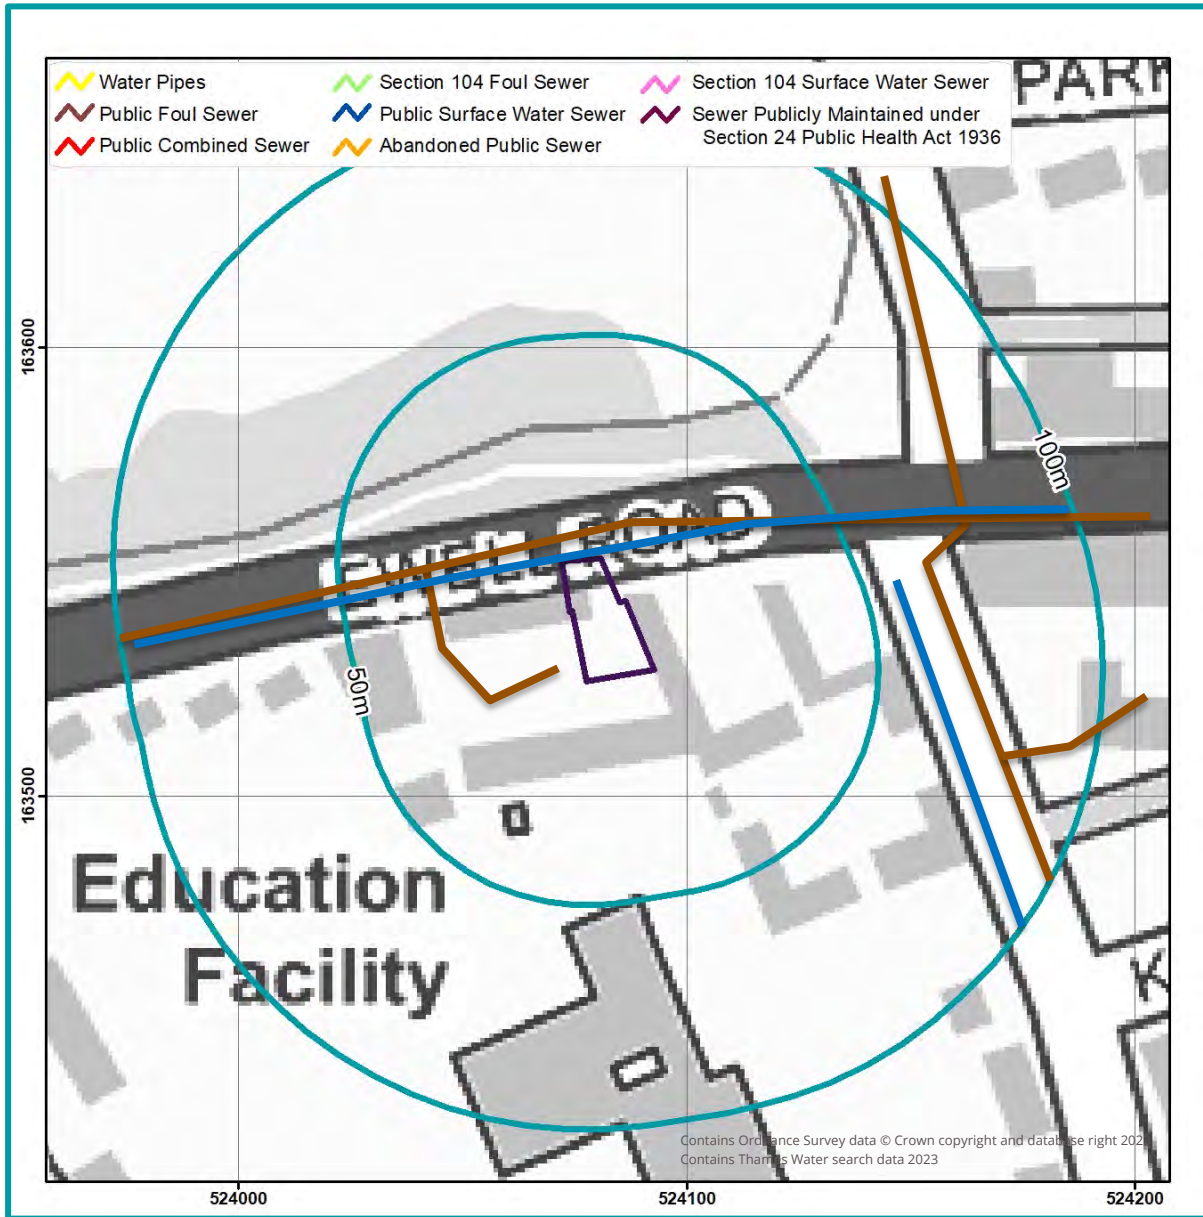 Water Pipes
Section 104 Foul Sewer
Section 104 Surface Water Sewer
Public Foul Sewer
Public Surface Water Sewer
Sewer Publicly Maintained under
Section 24 Public Health Act 1936
Public Combined Sewer
Abandoned Public Sewer
PARK
163600
100m
ROAD
50m
163500
Education
Facility
K
Contains Ordnance Survey data © Crown copyright and database right
Contains Thames Water search data 2023
524000
524100
524200